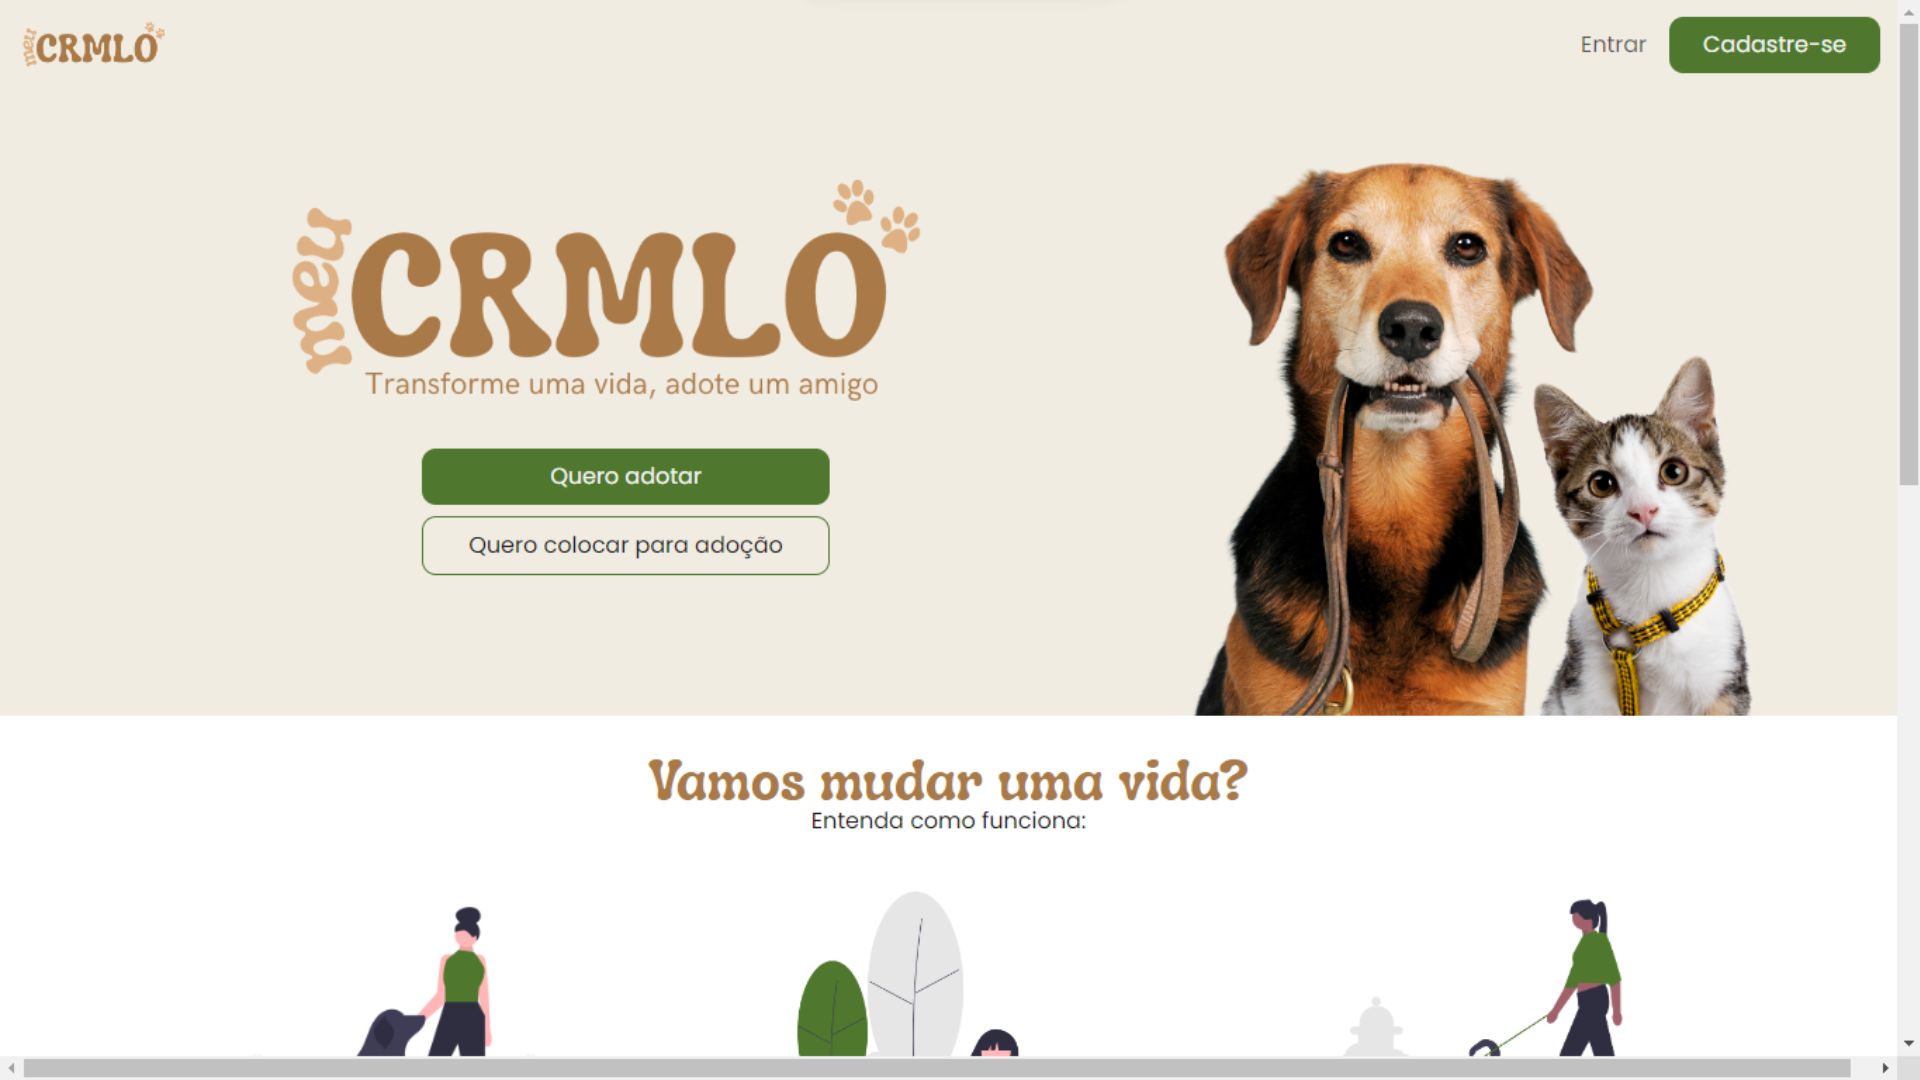 meu CRMLO
Entrar
Cadastre-se
meu CRMLO
Transforme uma vida, adote um amigo
Quero adotar
Quero colocar para adoção
Vamos mudar uma vida?
Entenda como funciona: